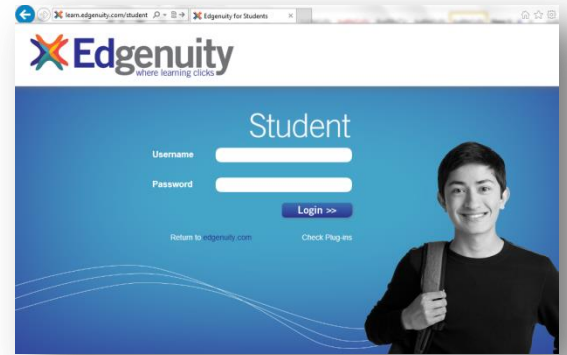 learn.edgenuity.com/student
Edgenuity for Students
Edgenuity
where learning clicks
Student
Username
Password
Login >>
Return to edgenuity.com
Check Plug-ins